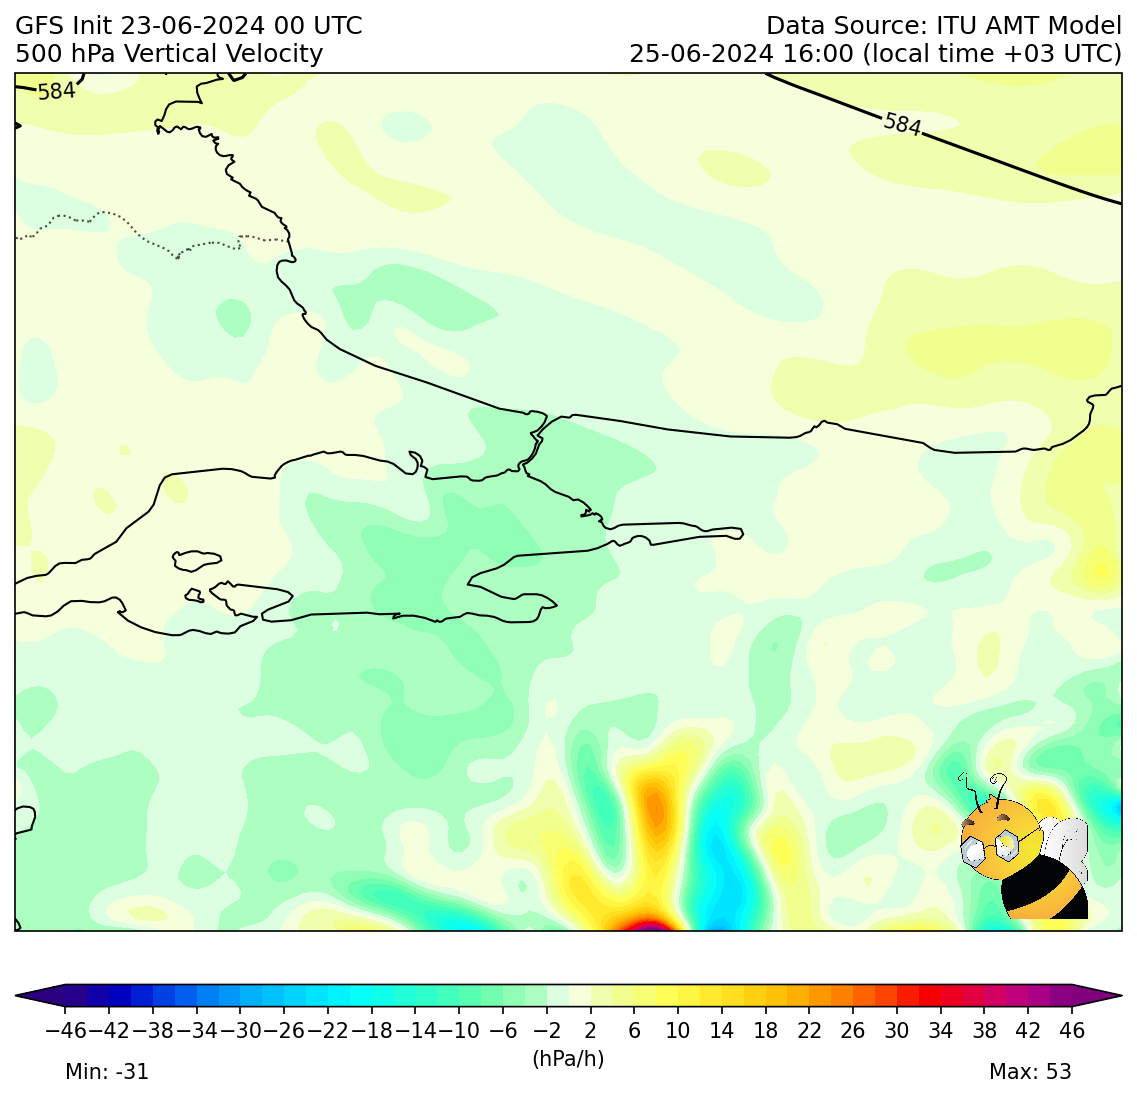 GFS Init 23-06-2024 00 UTC
Data Source: ITU AMT Model
500 hPa Vertical Velocity
25-06-2024 16:00 (local time +03 UTC)
584
584
−46 −42 −38 −34 −30 −26 −22 −18 −14 −10 −6 −2 2 6 10 14 18 22 26 30 34 38 42 46
(hPa/h)
Min: -31
Max: 53